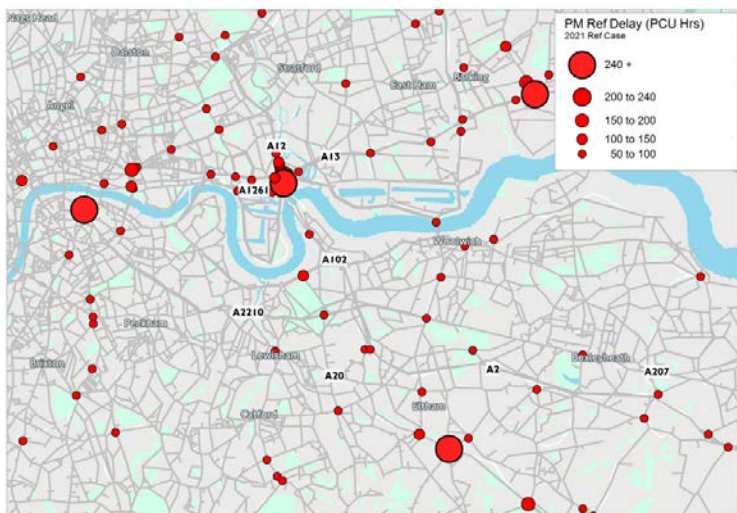 PM Ref Delay (PCU Hrs)
2021 Ref Case
240 +
200 to 240
150 to 200
100 to 150
50 to 100
Dalston
Stratford
East Ham
Barking
Angel
A12
A13
A1261
Woolwich
A102
A2210
Peckham
Brixton
Lewisham
A20
A2
Bexleyheath
A207
Eltham
Catford